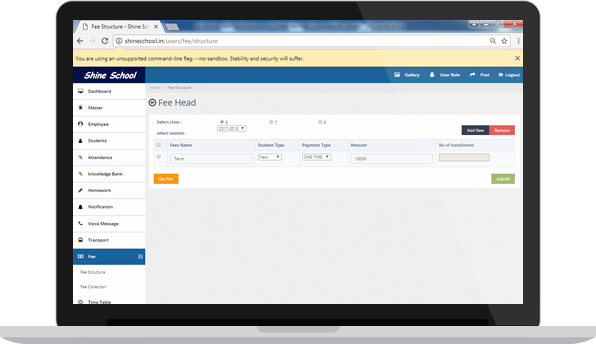 Fee Structure - Shine Scho
shineschool.in/users/fee/structure
You are using an unsupported command-line flag: --no-sandbox. Stability and security will suffer.
Shine School
Gallery User Role Post Logout
Dashboard
Master
Employee
Students
Attendance
knowledge Bank
Homework
Notification
Voice Message
Transport
Fee
Fee Structure
Fee Collection
Time Table
Home Fee Structure
Fee Head
Select class : 6 7 8
select session : 2017-2018
Add New Remove
Fees Name Student Type Payment Type Amount No of Installment
Term New ONE TIME 10000
Get Fee submit